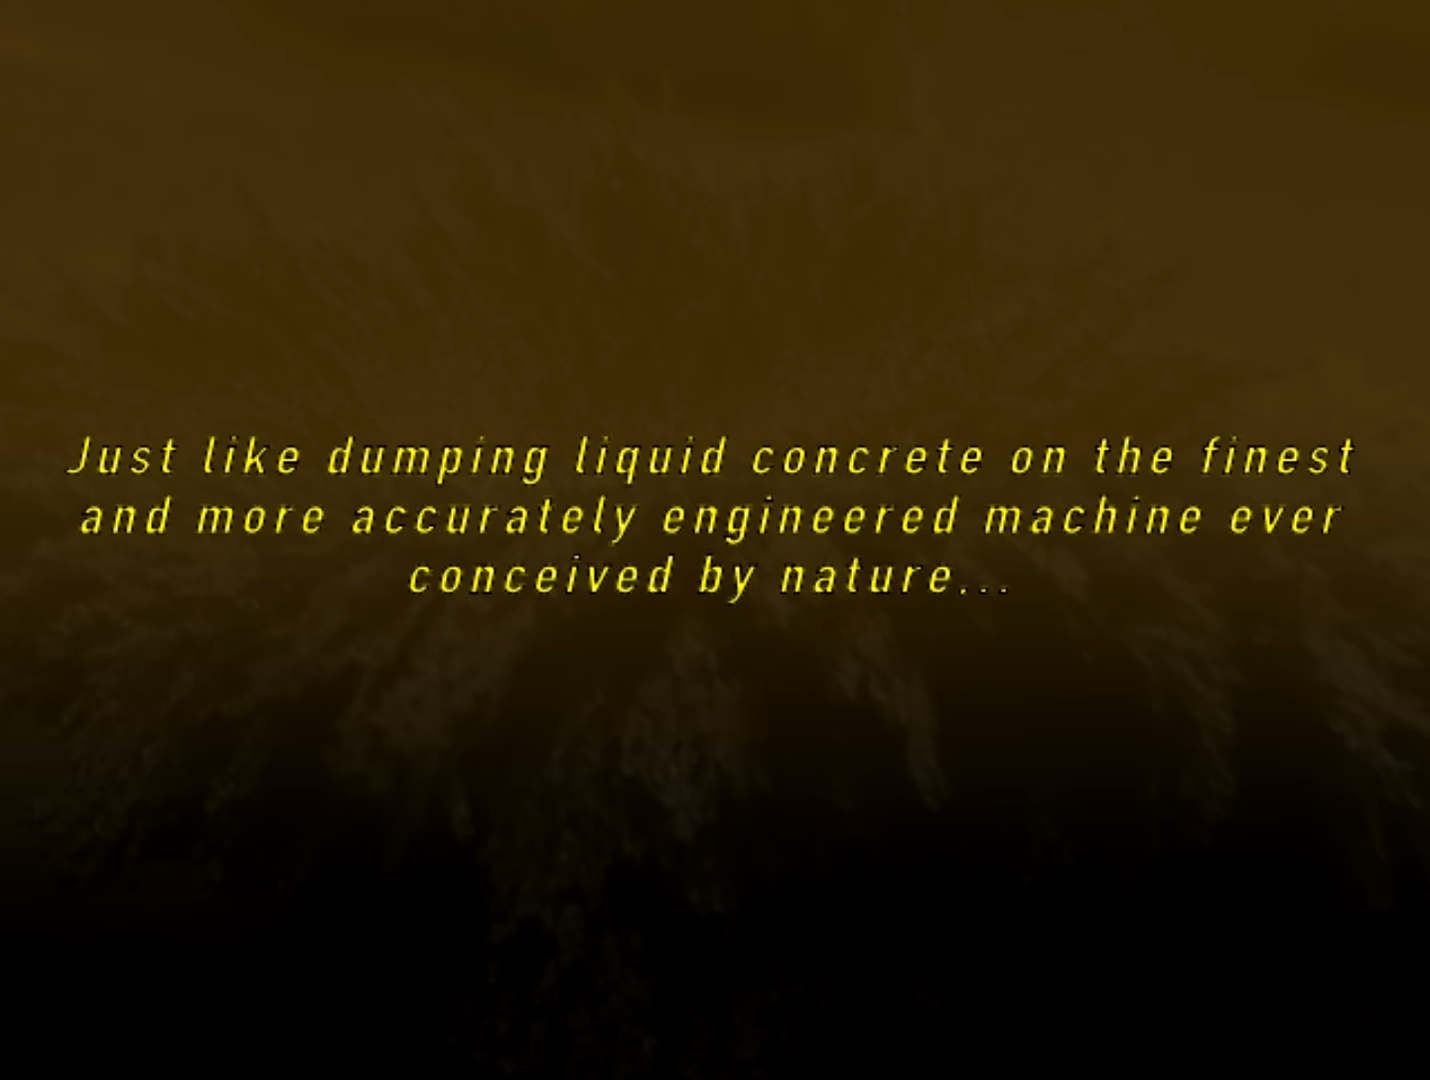 Just like dumping liquid concrete on the finest
and more accurately engineered machine ever
conceived by nature...